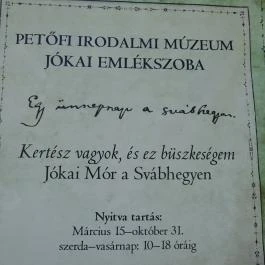 PETŐFI IRODALMI MÚZEUM
JÓKAI EMLÉKSZOBA
Egy ünnepnap a svábhegyen.
Kertész vagyok, és ez büszkeségem
Jókai Mór a Svábhegyen
Nyitva tartás:
Március 15–október 31.
szerda–vasárnap: 10–18 óráig